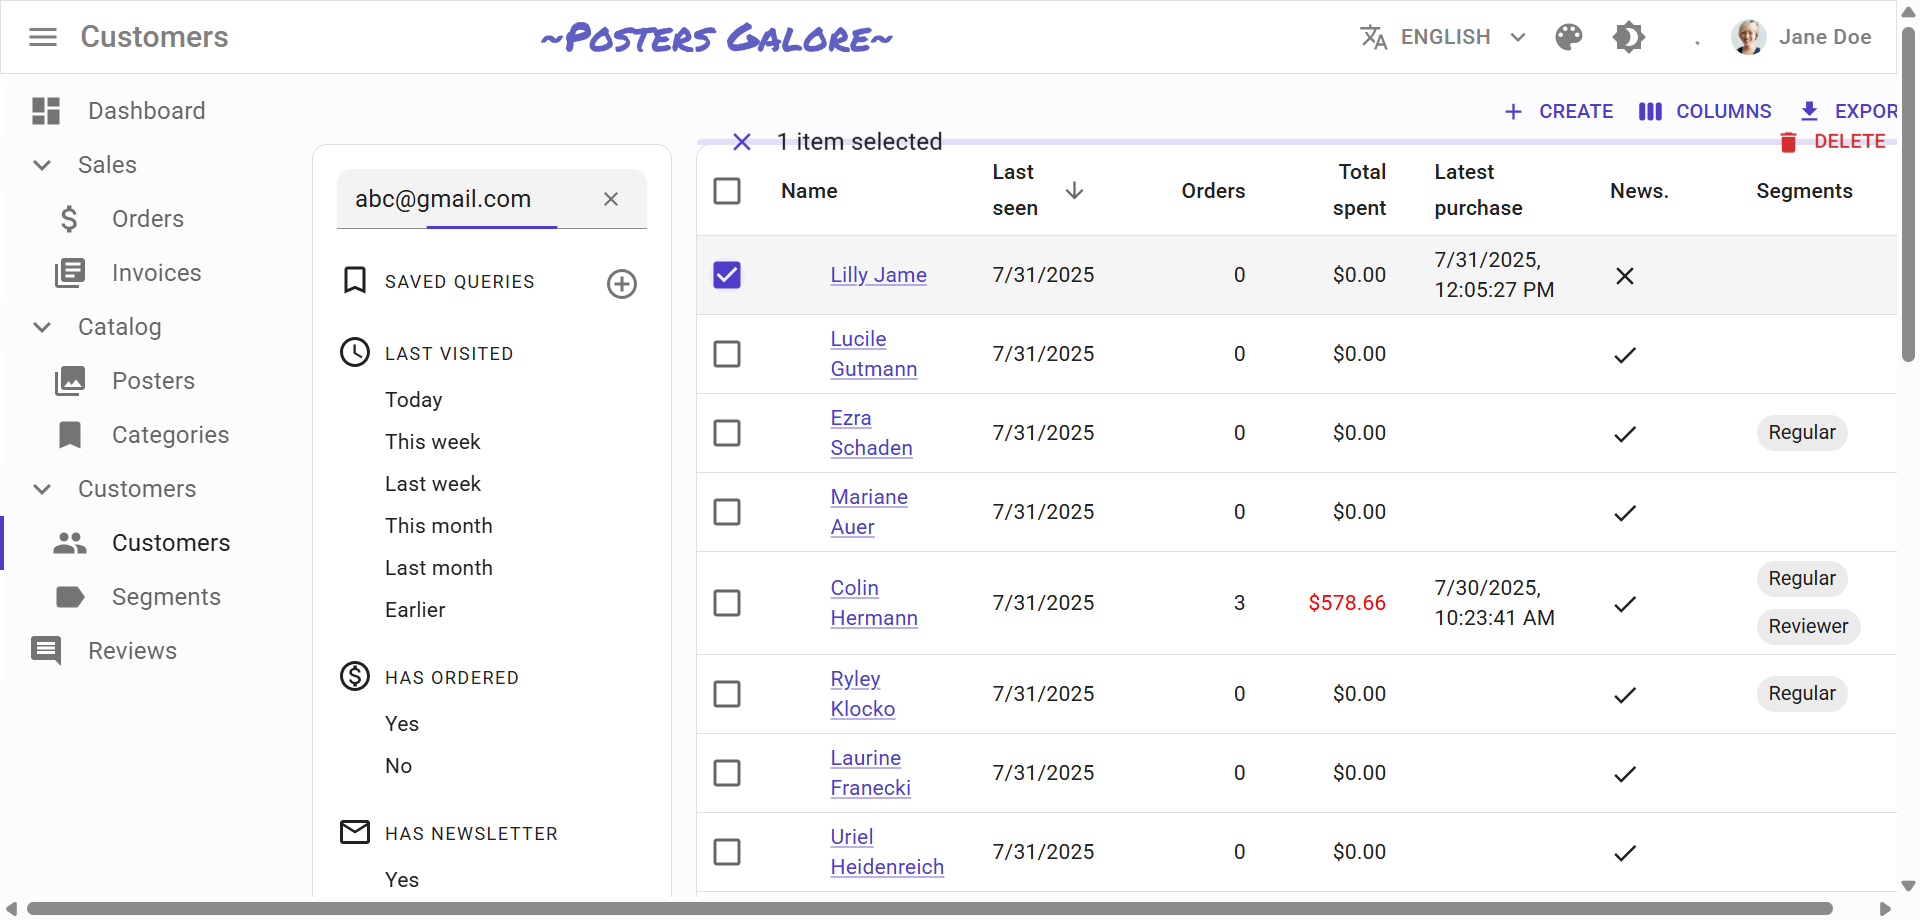 Customers
~Posters Galore~
ENGLISH
.
Jane Doe
Dashboard
Sales
Orders
Invoices
Catalog
Posters
Categories
Customers
Customers
Segments
Reviews
CREATE
COLUMNS
EXPOR
1 item selected
DELETE
abc@gmail.com
SAVED QUERIES
LAST VISITED
Today
This week
Last week
This month
Last month
Earlier
HAS ORDERED
Yes
No
HAS NEWSLETTER
Yes
Name
Last seen
Orders
Total spent
Latest purchase
News.
Segments
Lilly Jame 7/31/2025 0 $0.00 7/31/2025, 12:05:27 PM
Lucile Gutmann 7/31/2025 0 $0.00
Ezra Schaden 7/31/2025 0 $0.00 Regular
Mariane Auer 7/31/2025 0 $0.00
Colin Hermann 7/31/2025 3 $578.66 7/30/2025, 10:23:41 AM Regular Reviewer
Ryley Klocko 7/31/2025 0 $0.00 Regular
Laurine Franecki 7/31/2025 0 $0.00
Uriel Heidenreich 7/31/2025 0 $0.00